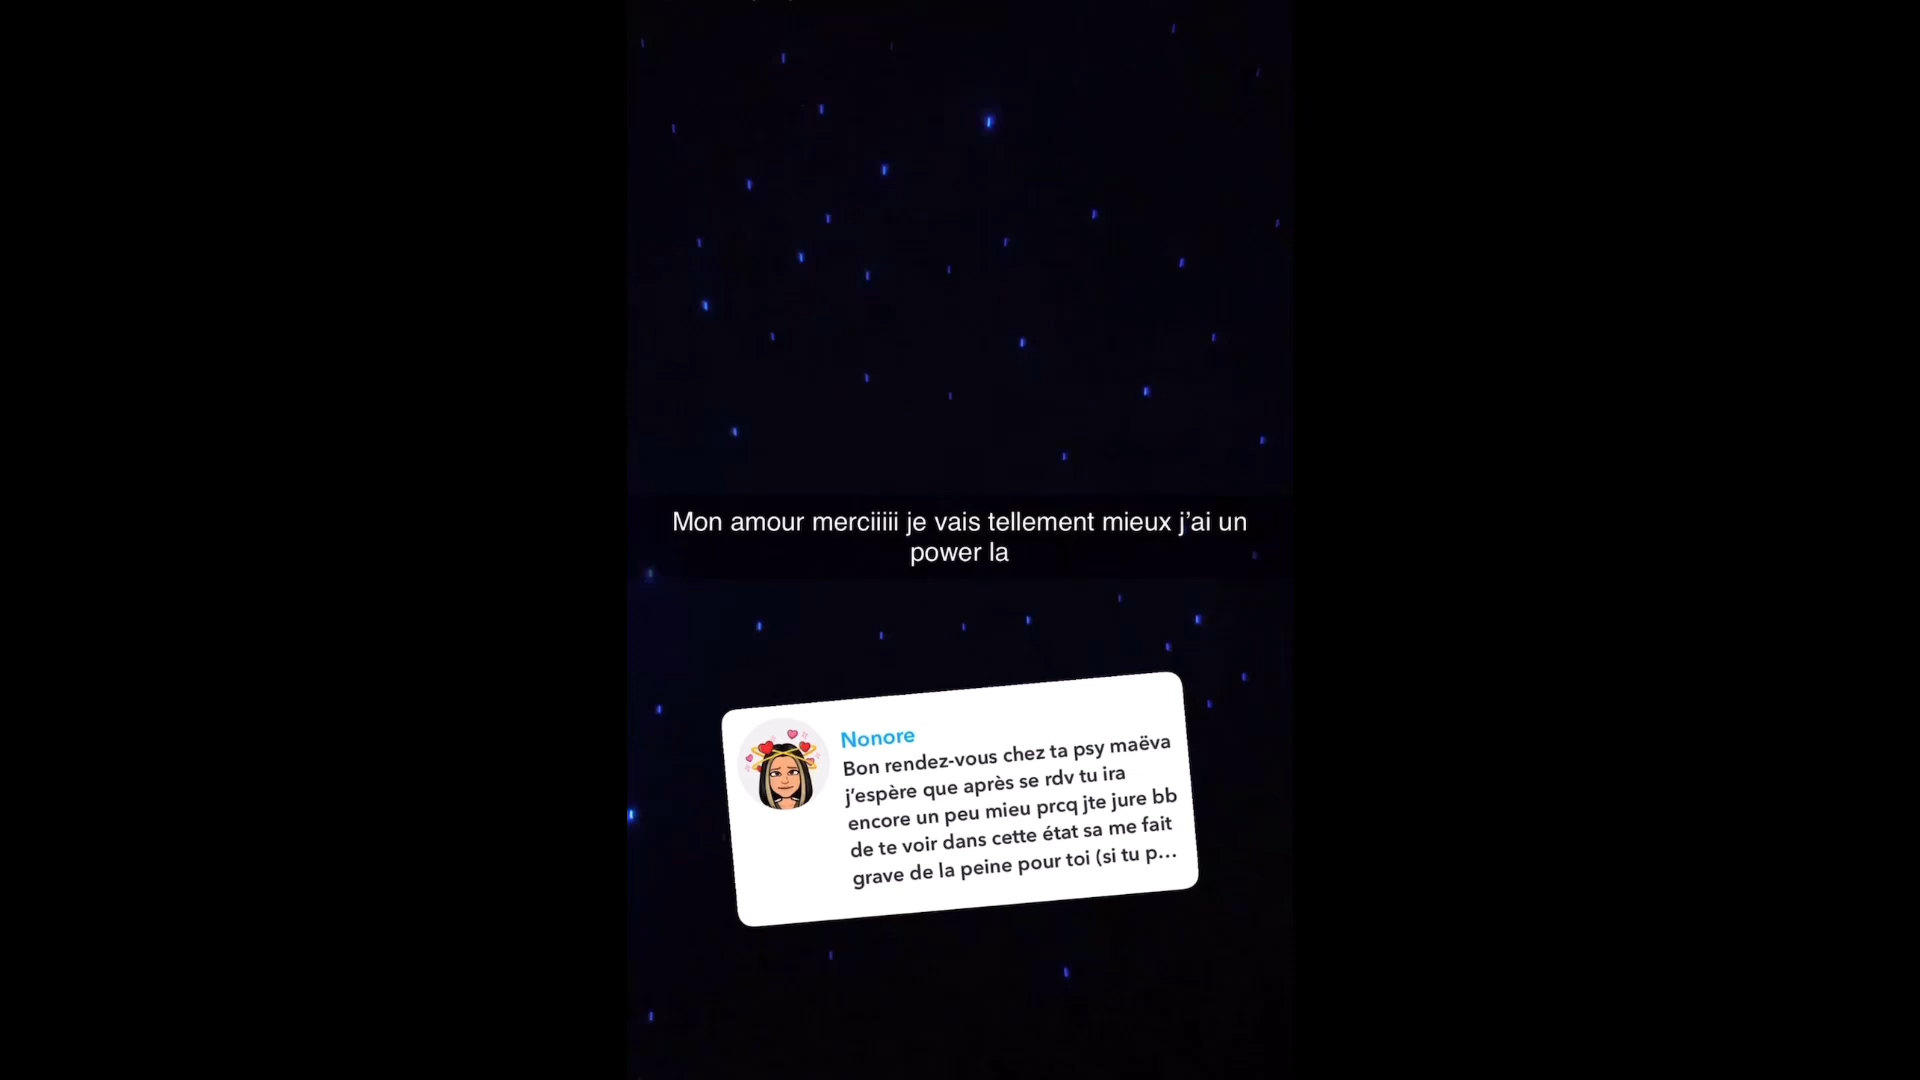 Mon amour merciiiii je vais tellement mieux j’ai un
power la
Nonore
Bon rendez-vous chez ta psy maëva
j’espère que après se rdv tu ira
encore un peu mieu prcq jte jure bb
de te voir dans cette état sa me fait
grave de la peine pour toi (si tu p...